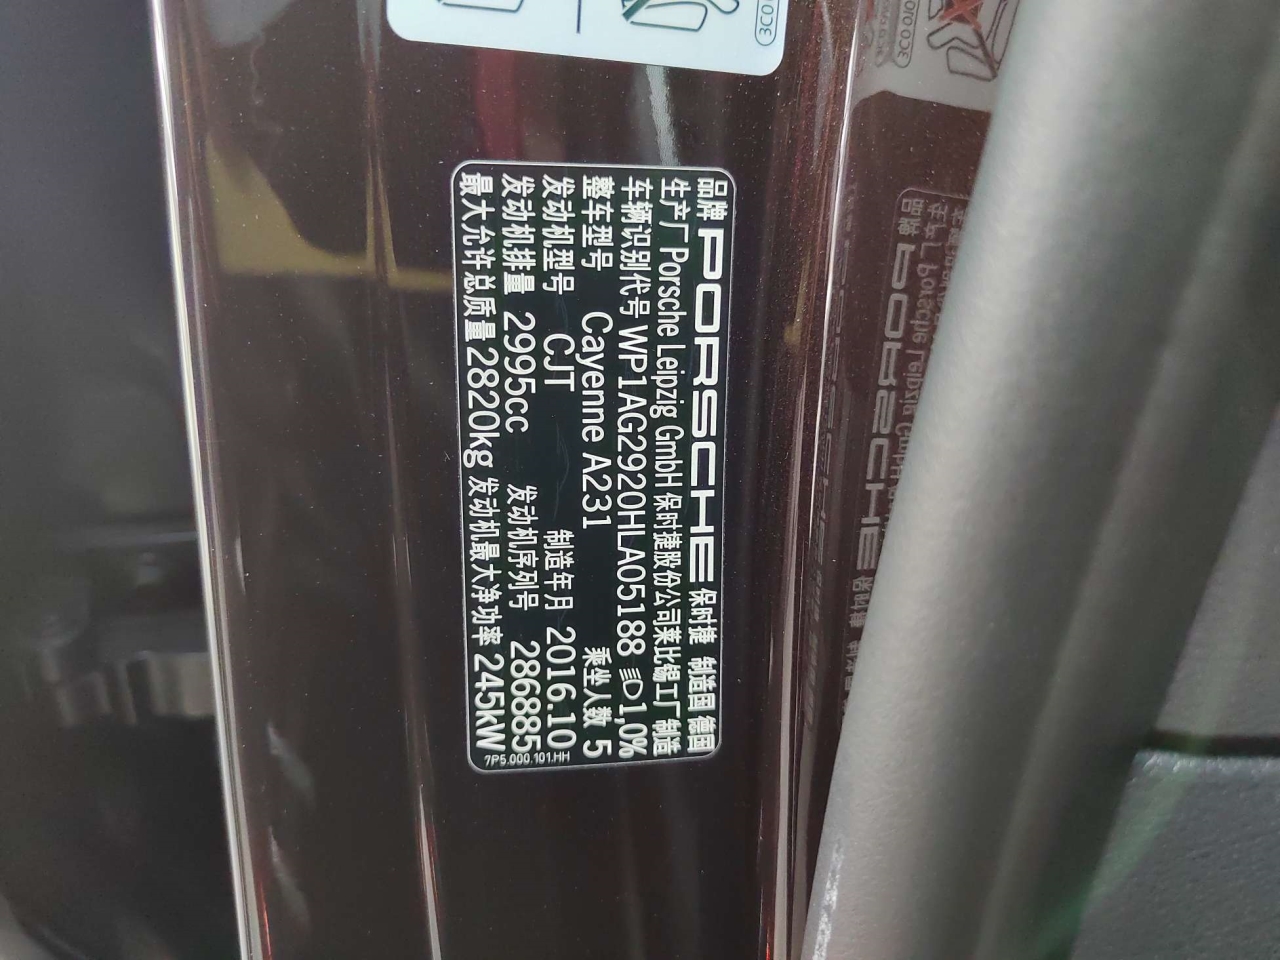 品牌 PORSCHE 保时捷 制造国 德国
生产厂 Porsche Leipzig GmbH 保时捷股份公司莱比锡工厂 制造
车辆识别代号 WP1AG2920HLA05188 1,0%
整车型号 Cayenne A231 乘坐人数 5
发动机型号 CJT 制造年月 2016.10
发动机排量 2995cc 发动机序列号 286885
最大允许总质量 2820kg 发动机最大净功率 245kW
7P5.000.101.HH